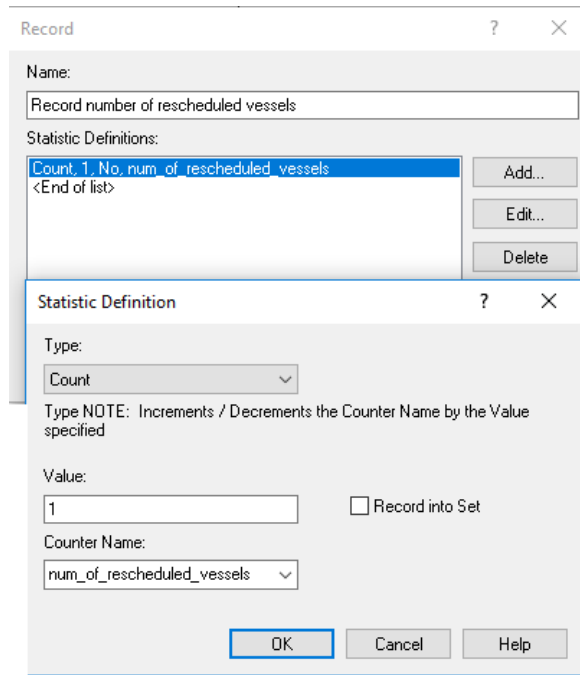 Record ?
Name:
Record number of rescheduled vessels
Statistic Definitions:
Count, 1, No, num_of_rescheduled_vessels
<End of list>
Add...
Edit...
Delete
Statistic Definition ?
Type:
Count
Type NOTE: Increments / Decrements the Counter Name by the Value
specified
Value:
1
Record into Set
Counter Name:
num_of_rescheduled_vessels
OK Cancel Help